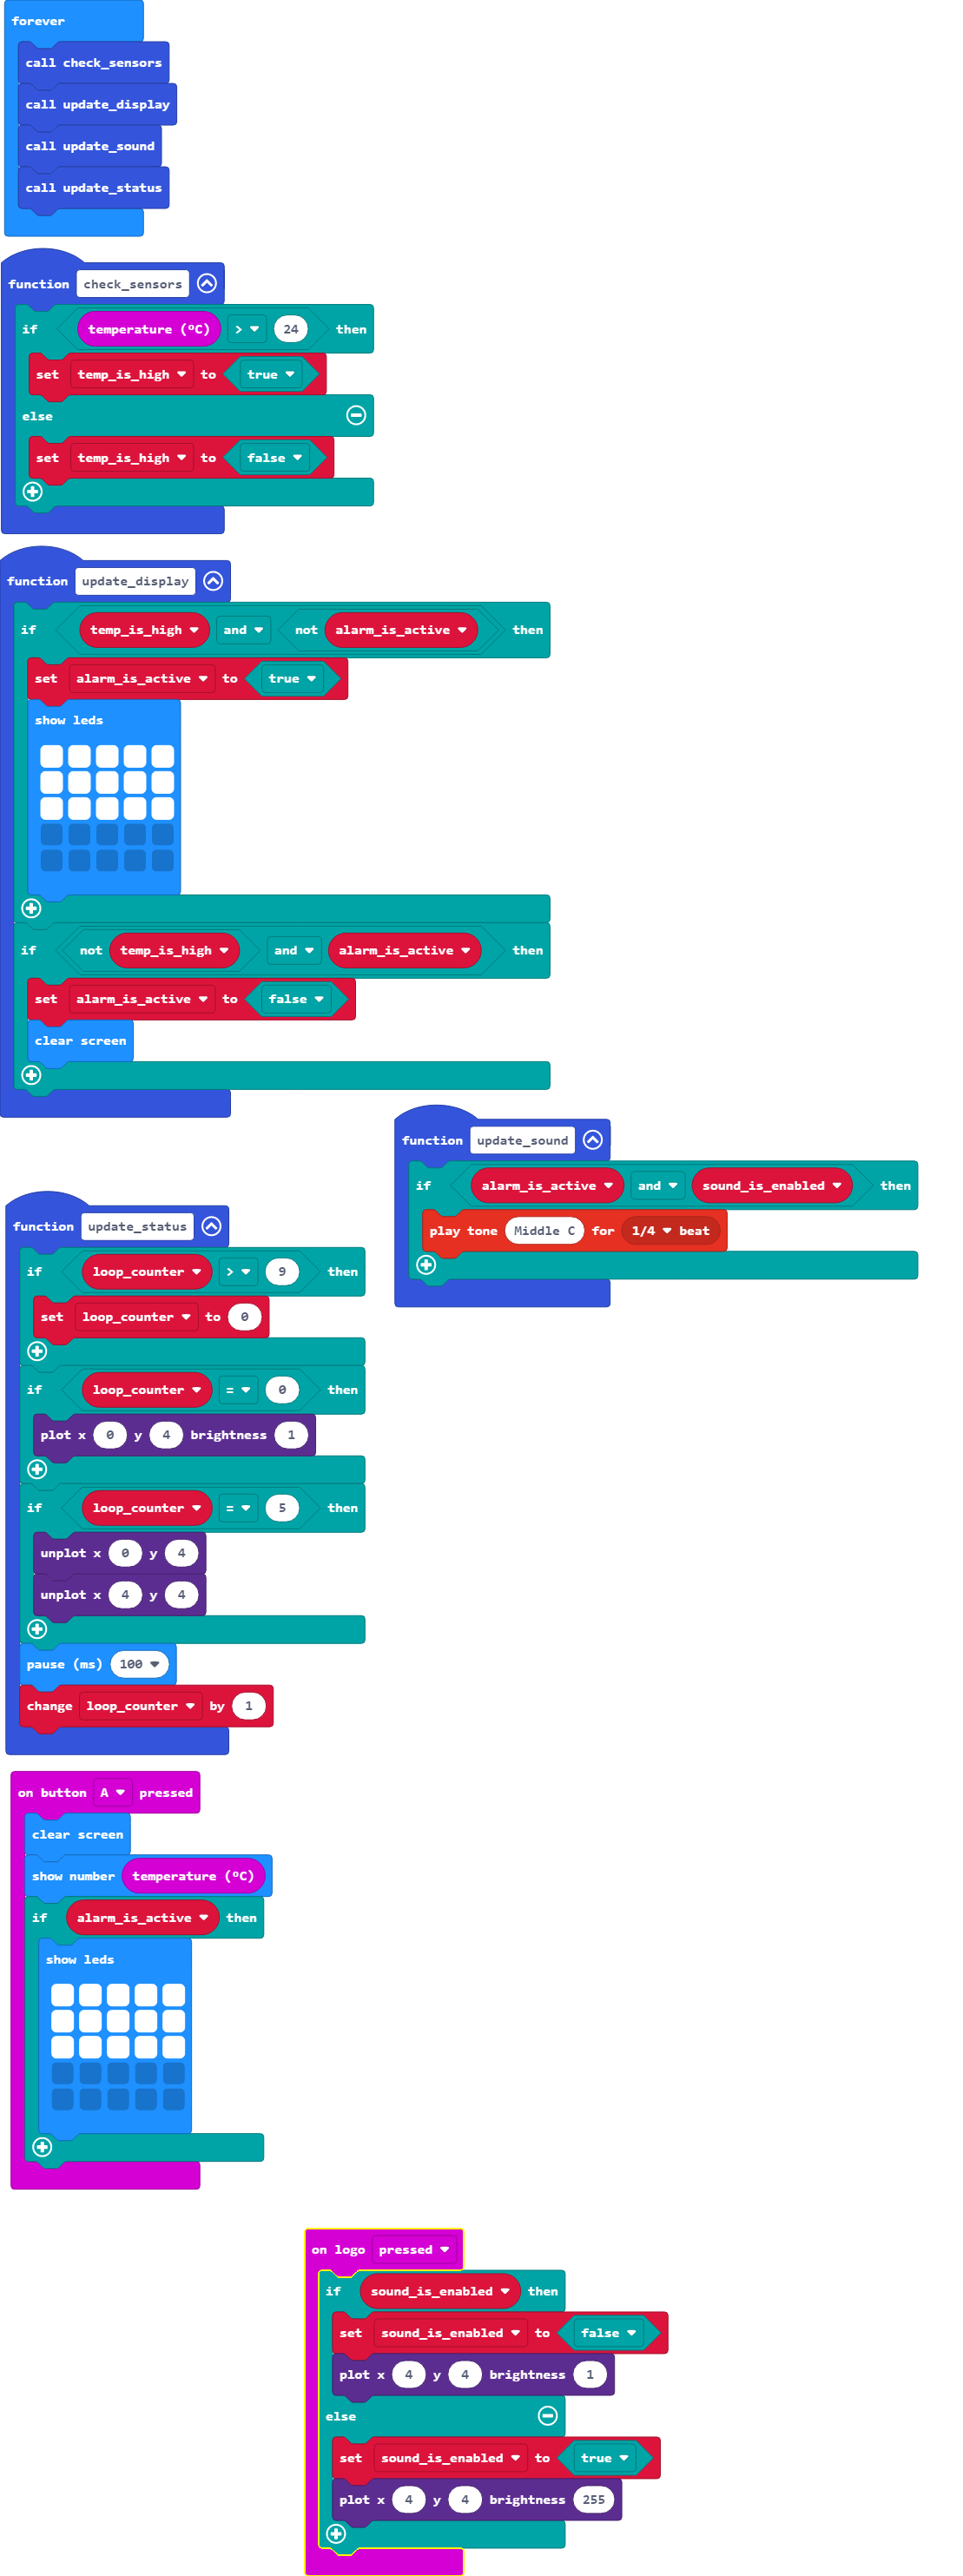 forever
call check_sensors
call update_display
call update_sound
call update_status
function check_sensors
if temperature (ºC) > 24 then
set temp_is_high to true
else
set temp_is_high to false
function update_display
if temp_is_high and not alarm_is_active then
set alarm_is_active to true
show leds
if not temp_is_high and alarm_is_active then
set alarm_is_active to false
clear screen
function update_sound
if alarm_is_active and sound_is_enabled then
play tone Middle C for 1/4 beat
function update_status
if loop_counter > 9 then
set loop_counter to 0
if loop_counter = 0 then
plot x 0 y 4 brightness 1
if loop_counter = 5 then
unplot x 0 y 4
unplot x 4 y 4
pause (ms) 100
change loop_counter by 1
on button A pressed
clear screen
show number temperature (ºC)
if alarm_is_active then
show leds
on logo pressed
if sound_is_enabled then
set sound_is_enabled to false
plot x 4 y 4 brightness 1
else
set sound_is_enabled to true
plot x 4 y 4 brightness 255